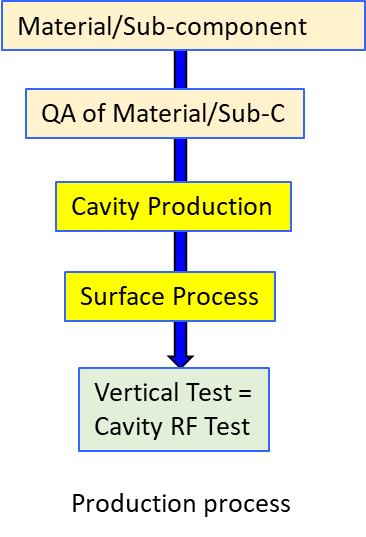 Material/Sub-component
QA of Material/Sub-C
Cavity Production
Surface Process
Vertical Test =
Cavity RF Test
Production process